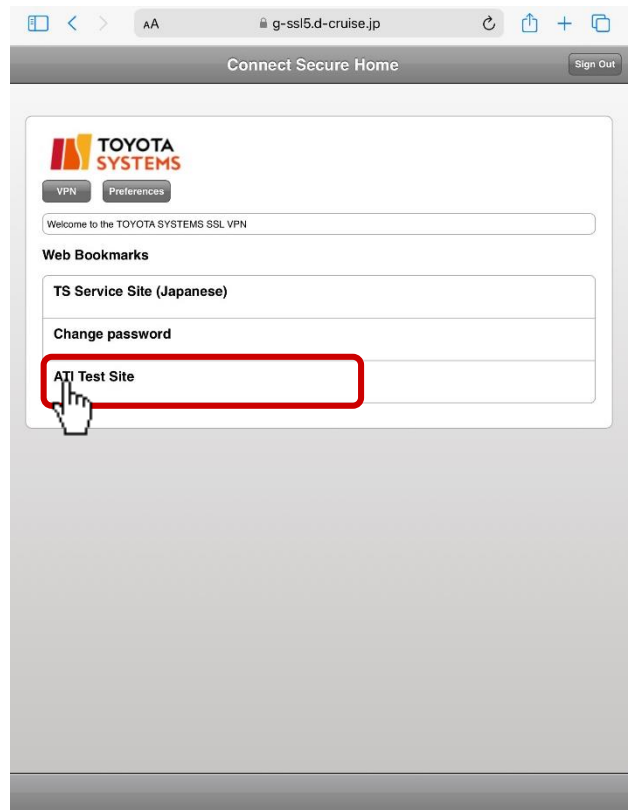 AA
g-ssl5.d-cruise.jp
Connect Secure Home
Sign Out
TOYOTA
SYSTEMS
VPN
Preferences
Welcome to the TOYOTA SYSTEMS SSL VPN
Web Bookmarks
TS Service Site (Japanese)
Change password
ATI Test Site